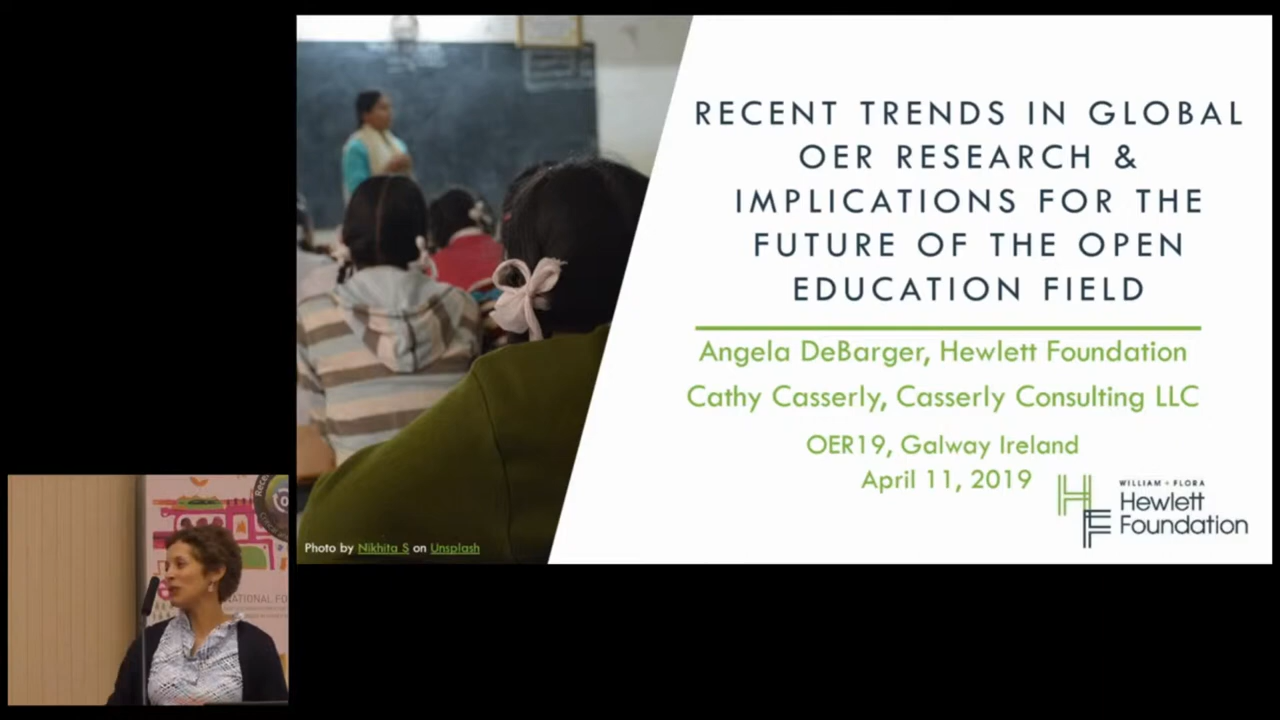 RECENT TRENDS IN GLOBAL
OER RESEARCH &
IMPLICATIONS FOR THE
FUTURE OF THE OPEN
EDUCATION FIELD
Angela DeBarger, Hewlett Foundation
Cathy Casserly, Casserly Consulting LLC
OER19, Galway Ireland
April 11, 2019
WILLIAM + FLORA
Hewlett
Foundation
Photo by Nikhita S on Unsplash